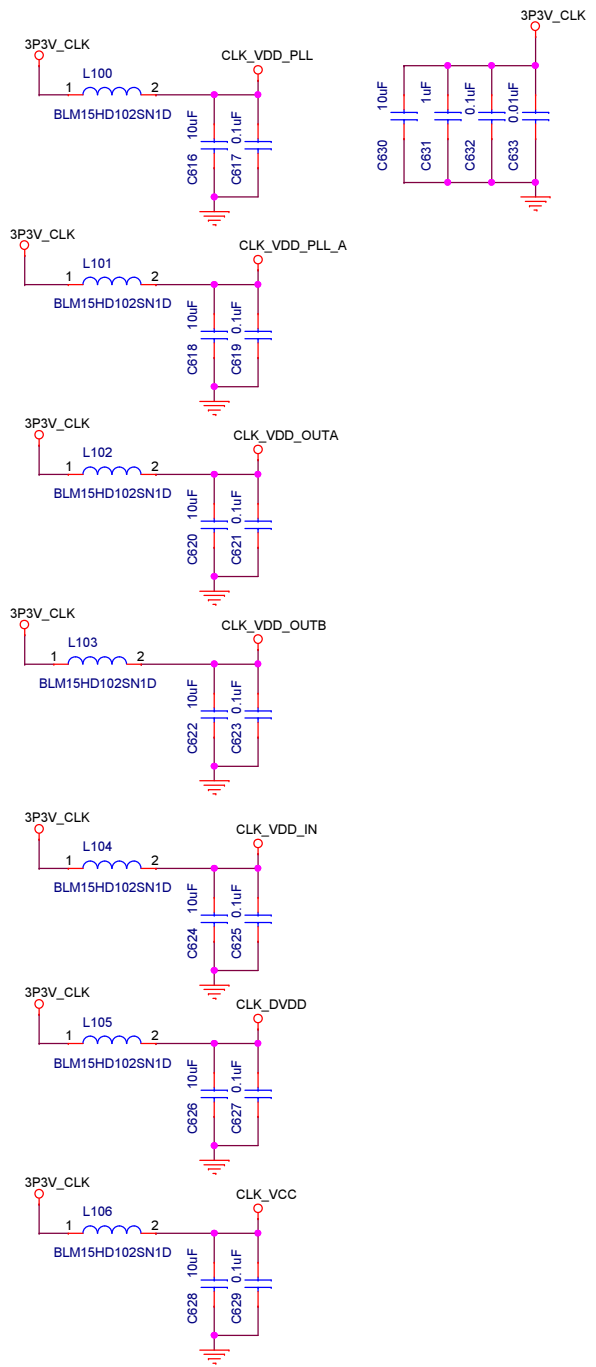 3P3V_CLK
L100
1 2
BLM15HD102SN1D
CLK_VDD_PLL
10uF
C616
0.1uF
C617
3P3V_CLK
10uF
C630
1uF
C631
0.1uF
C632
0.01uF
C633
3P3V_CLK
L101
1 2
BLM15HD102SN1D
CLK_VDD_PLL_A
10uF
C618
0.1uF
C619
3P3V_CLK
L102
1 2
BLM15HD102SN1D
CLK_VDD_OUTA
10uF
C620
0.1uF
C621
3P3V_CLK
L103
1 2
BLM15HD102SN1D
CLK_VDD_OUTB
10uF
C622
0.1uF
C623
3P3V_CLK
L104
1 2
BLM15HD102SN1D
CLK_VDD_IN
10uF
C624
0.1uF
C625
3P3V_CLK
L105
1 2
BLM15HD102SN1D
CLK_DVDD
10uF
C626
0.1uF
C627
3P3V_CLK
L106
1 2
BLM15HD102SN1D
CLK_VCC
10uF
C628
0.1uF
C629